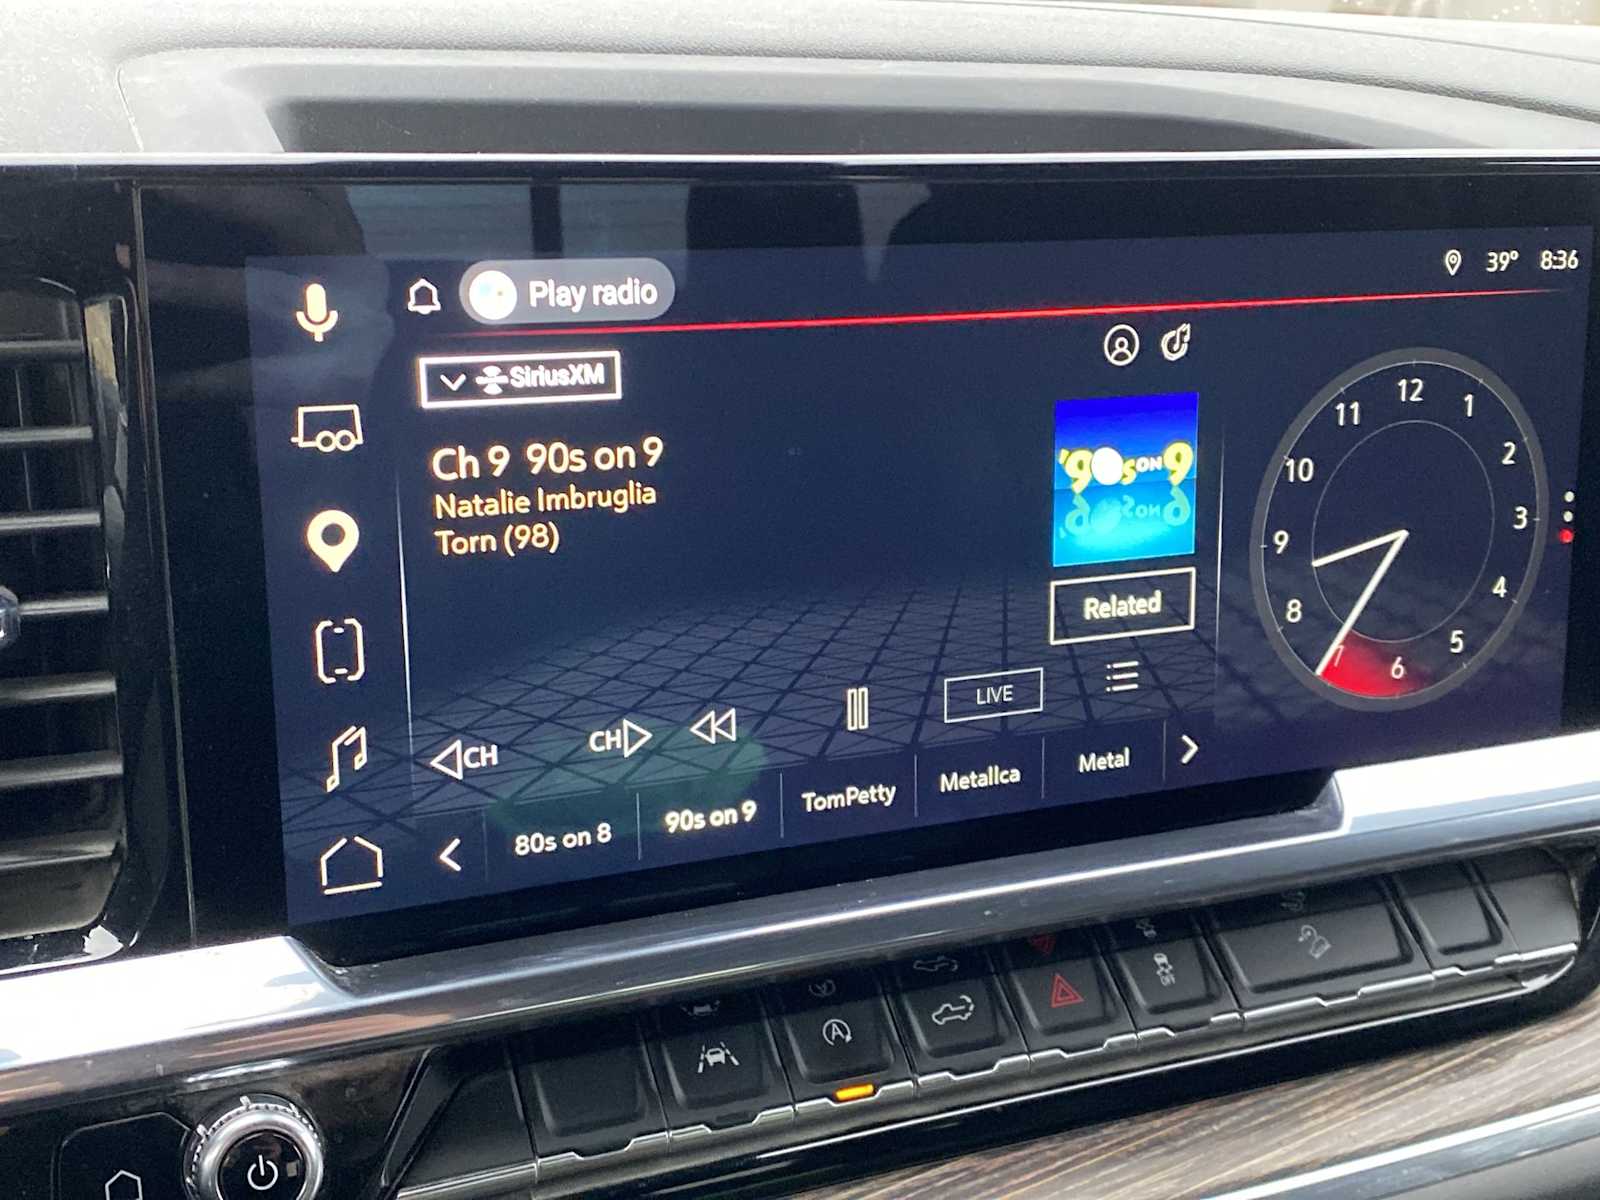 Play radio
39° 8:36
SiriusXM
Ch 9 90s on 9
Natalie Imbruglia
Torn (98)
'90s ON 9
Related
LIVE
CH
CH
80s on 8
90s on 9
TomPetty
Metallca
Metal
12
1
2
3
4
5
6
7
8
9
10
11
A